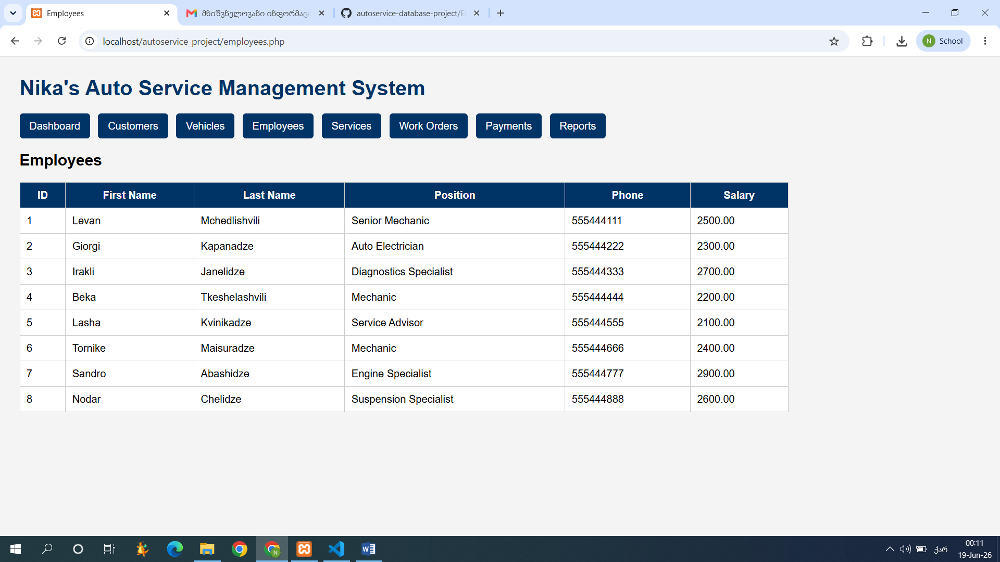 Employees
მნიშვნელოვანი ინფორმაცი
autoservice-database-project/E
localhost/autoservice_project/employees.php
N School
Nika's Auto Service Management System
Dashboard Customers Vehicles Employees Services Work Orders Payments Reports
Employees
ID First Name Last Name Position Phone Salary
1 Levan Mchedlishvili Senior Mechanic 555444111 2500.00
2 Giorgi Kapanadze Auto Electrician 555444222 2300.00
3 Irakli Janelidze Diagnostics Specialist 555444333 2700.00
4 Beka Tkeshelashvili Mechanic 555444444 2200.00
5 Lasha Kvinikadze Service Advisor 555444555 2100.00
6 Tornike Maisuradze Mechanic 555444666 2400.00
7 Sandro Abashidze Engine Specialist 555444777 2900.00
8 Nodar Chelidze Suspension Specialist 555444888 2600.00
N
W
ქარ
00:11
19-Jun-26